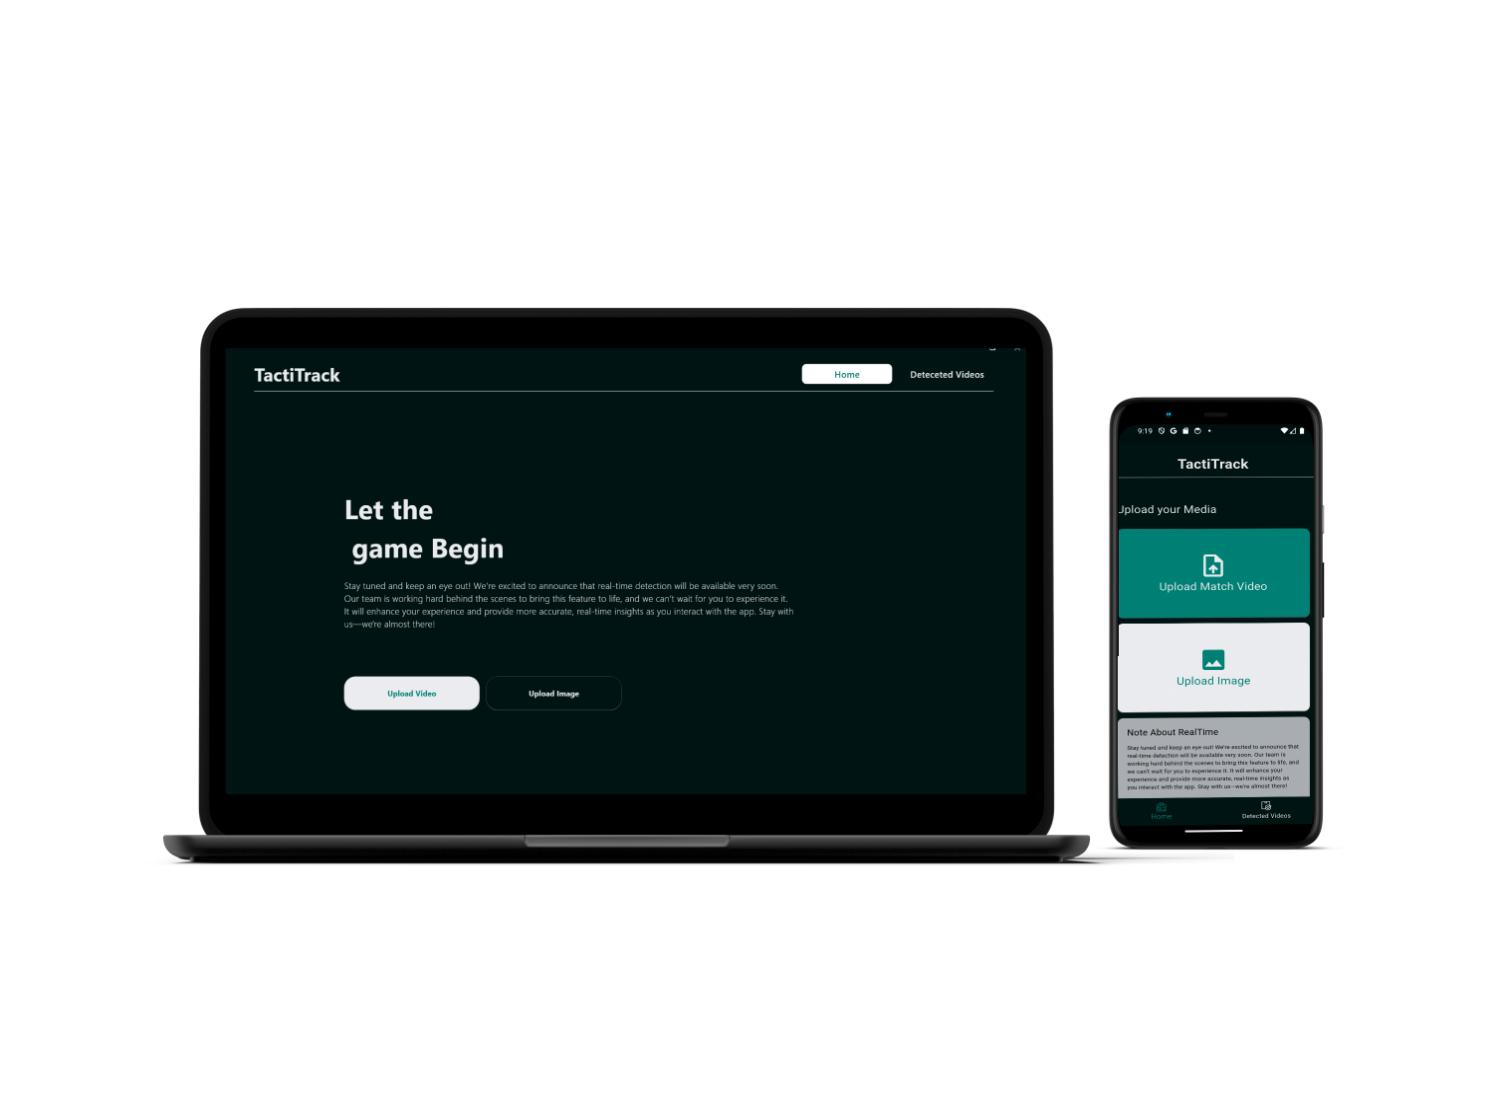 TactiTrack
Home
Deteceted Videos
Let the
game Begin
Stay tuned and keep an eye out! We're excited to announce that real-time detection will be available very soon.
Our team is working hard behind the scenes to bring this feature to life, and we can't wait for you to experience it.
It will enhance your experience and provide more accurate, real-time insights as you interact with the app. Stay with
us—we're almost there!
Upload Video
Upload Image
9:19
TactiTrack
Upload your Media
Upload Match Video
Upload Image
Note About RealTime
Stay tuned and keep an eye out! We're excited to announce that
real-time detection will be available very soon. Our team is
working hard behind the scenes to bring this feature to life, and
we can't wait for you to experience it. It will enhance your
experience and provide more accurate, real-time insights as
you interact with the app. Stay with us—we're almost there!
Home
Detected Videos